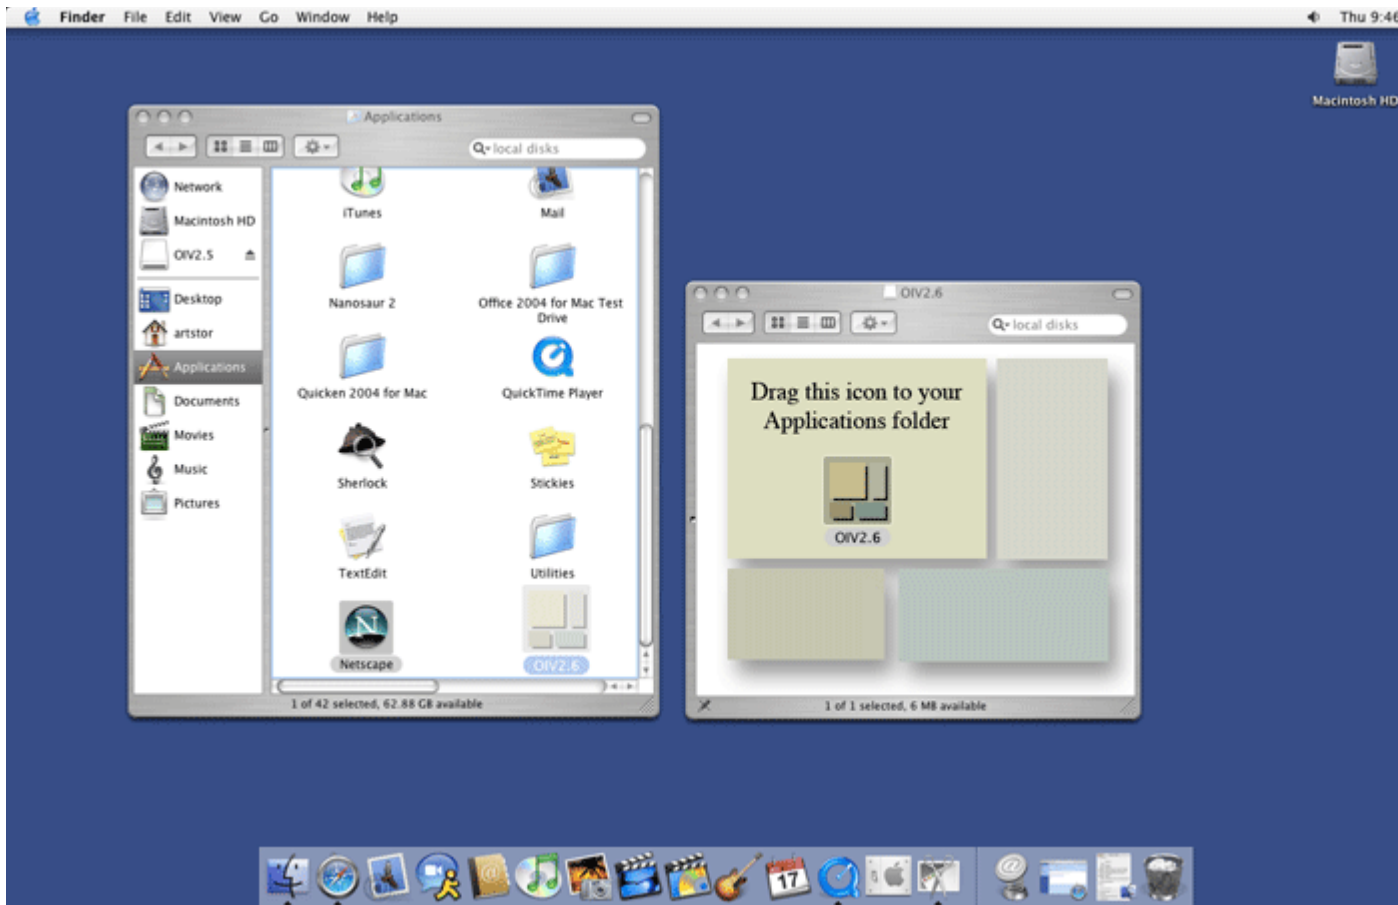 Finder File Edit View Go Window Help
Thu 9:46
Macintosh HD
Applications
local disks
Network
Macintosh HD
OIV2.5
Desktop
artstor
Applications
Documents
Movies
Music
Pictures
iTunes
Mail
Nanosaur 2
Office 2004 for Mac Test
Drive
Quicken 2004 for Mac
QuickTime Player
Sherlock
Stickies
TextEdit
Utilities
Netscape
OIV2.6
1 of 42 selected, 62.88 GB available
OIV2.6
local disks
Drag this icon to your
Applications folder
OIV2.6
1 of 1 selected, 6 MB available
17